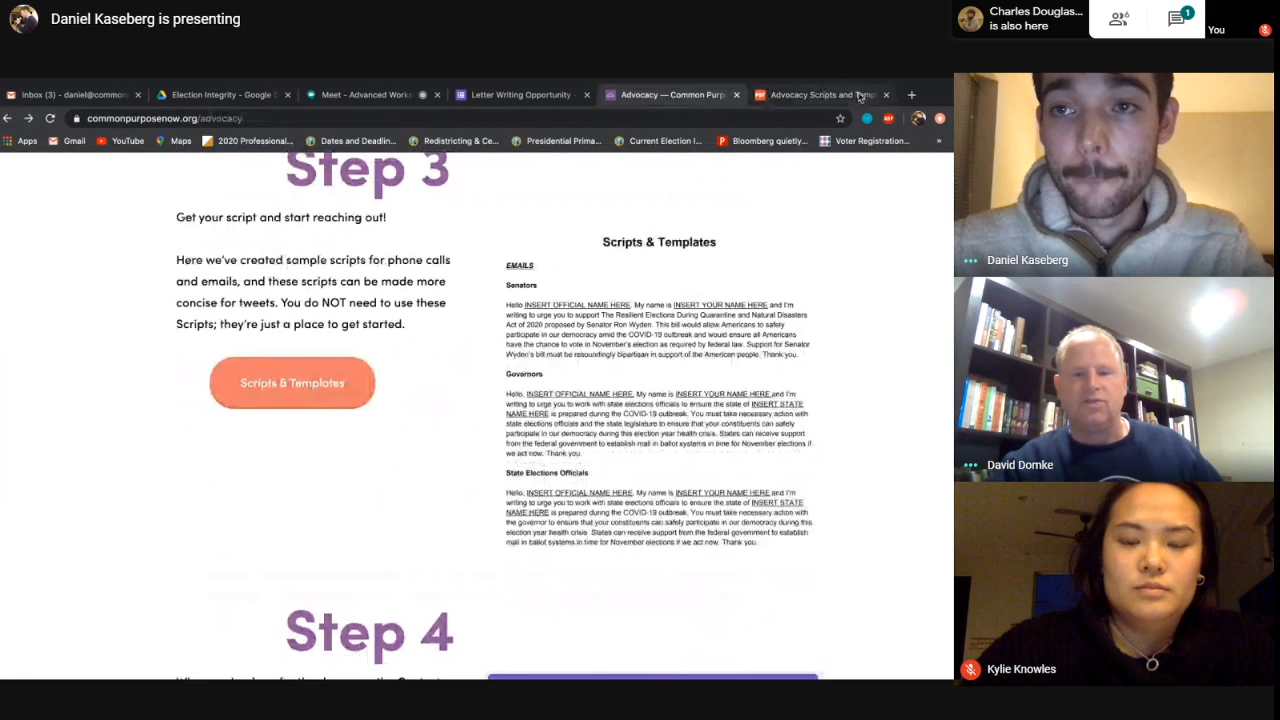 Daniel Kaseberg is presenting
Charles Douglas...
is also here
6
1
You
Inbox (3) - daniel@common
Election Integrity - Google D
Meet - Advanced Works
Letter Writing Opportunity -
Advocacy — Common Purp
Advocacy Scripts and Temp
commonpurposenow.org/advocacy
ABP
Apps
Gmail
YouTube
Maps
2020 Professional...
Dates and Deadlin...
Redistricting & Ce...
Presidential Prima...
Current Election I...
Bloomberg quietly...
Voter Registration...
»
Step 3
Get your script and start reaching out!
Here we've created sample scripts for phone calls
and emails, and these scripts can be made more
concise for tweets. You do NOT need to use these
Scripts; they're just a place to get started.
Scripts & Templates
Scripts & Templates
EMAILS
Senators
Hello INSERT OFFICIAL NAME HERE. My name is INSERT YOUR NAME HERE and I'm
writing to urge you to support The Resilient Elections During Quarantine and Natural Disasters
Act of 2020 proposed by Senator Ron Wyden. This bill would allow Americans to safely
participate in our democracy amid the COVID-19 outbreak and would ensure all Americans
have the chance to vote in November's election as required by federal law. Support for Senator
Wyden's bill must be resoundingly bipartisan in support of the American people. Thank you.
Governors
Hello, INSERT OFFICIAL NAME HERE. My name is INSERT YOUR NAME HERE and I'm
writing to urge you to work with state elections officials to ensure the state of INSERT STATE
NAME HERE is prepared during the COVID-19 outbreak. You must take necessary action with
state elections officials and the state legislature to ensure that your constituents can safely
participate in our democracy during this election year health crisis. States can receive support
from the federal government to establish mail in ballot systems in time for November elections if
we act now. Thank you.
State Elections Officials
Hello, INSERT OFFICIAL NAME HERE. My name is INSERT YOUR NAME HERE and I'm
writing to urge you to work with state elections officials to ensure the state of INSERT STATE
NAME HERE is prepared during the COVID-19 outbreak. You must take necessary action with
the governor to ensure that your constituents can safely participate in our democracy during this
election year health crisis. States can receive support from the federal government to establish
mail in ballot systems in time for November elections if we act now. Thank you.
Step 4
Daniel Kaseberg
David Domke
Kylie Knowles